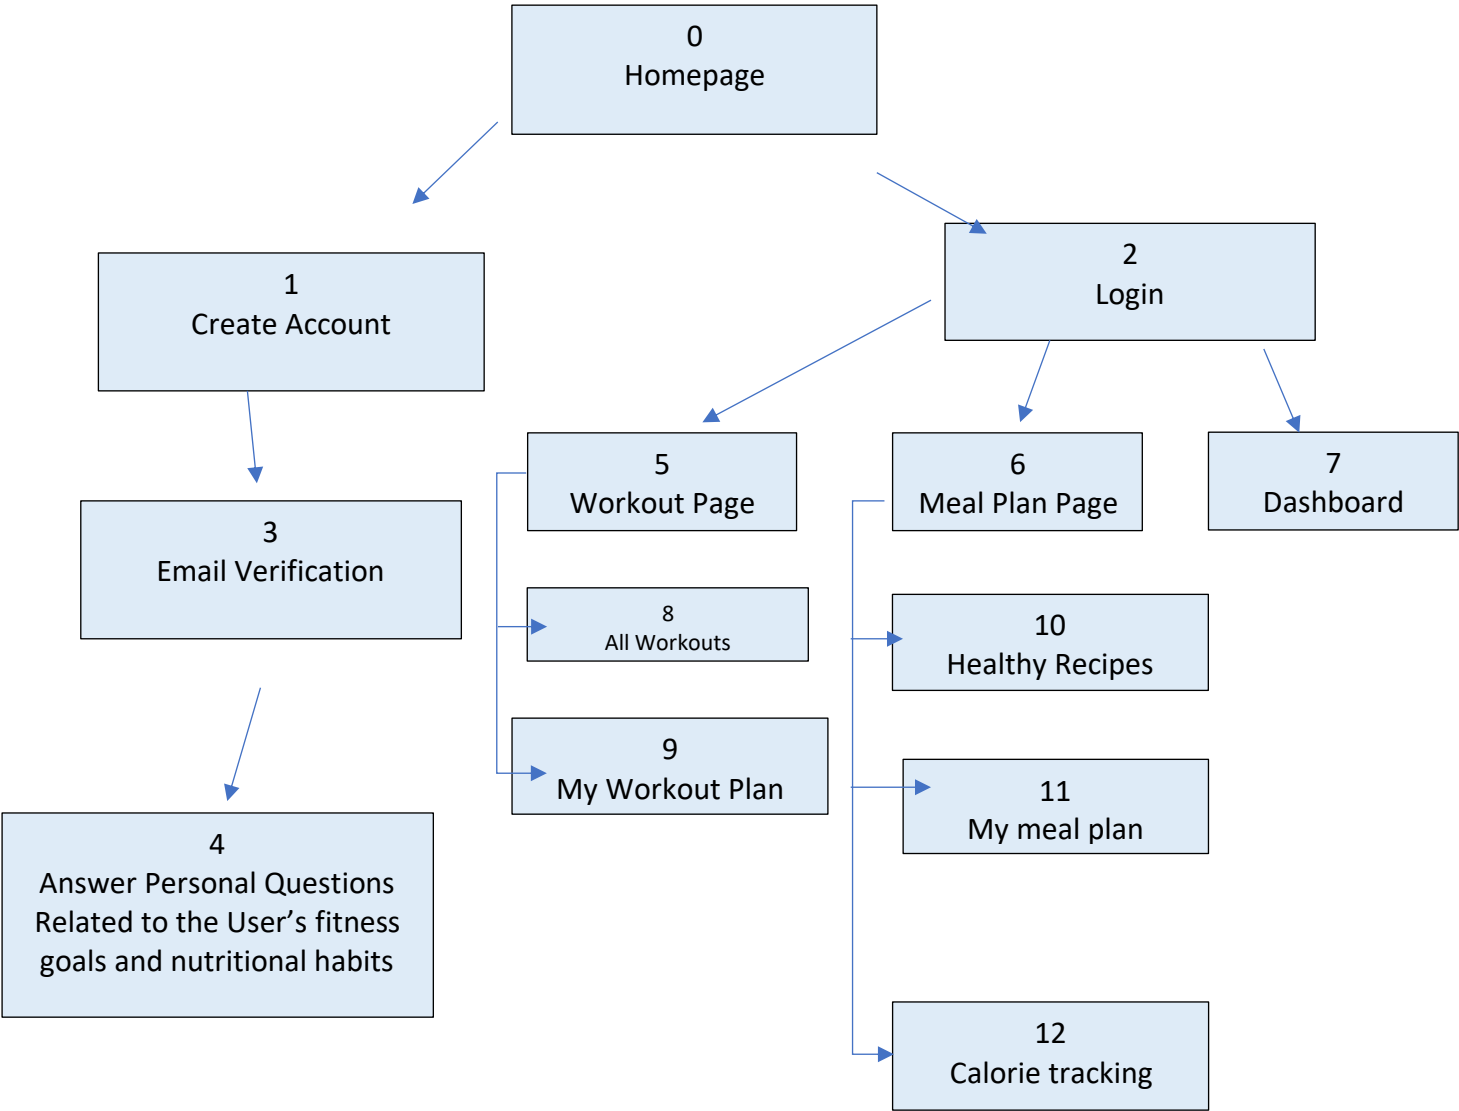 0
Homepage
1
Create Account
2
Login
3
Email Verification
4
Answer Personal Questions
Related to the User’s fitness
goals and nutritional habits
5
Workout Page
6
Meal Plan Page
7
Dashboard
8
All Workouts
9
My Workout Plan
10
Healthy Recipes
11
My meal plan
12
Calorie tracking